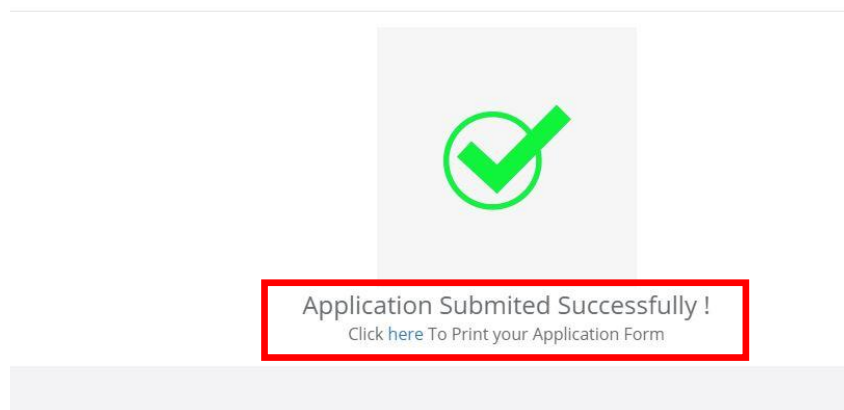 Application Submited Successfully !
Click here To Print your Application Form